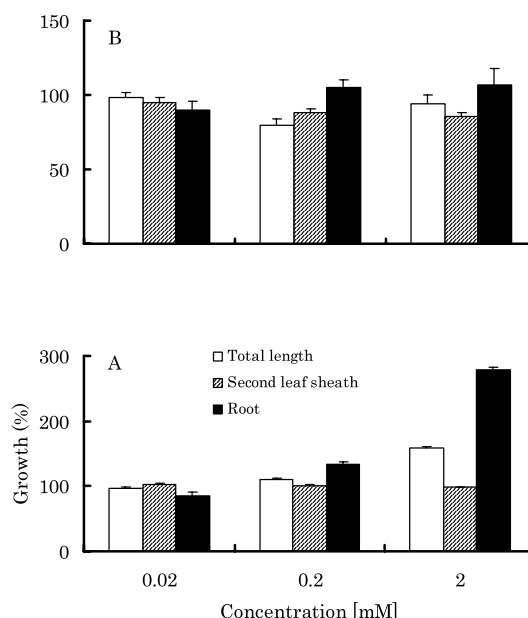 150
B
100
50
0
300
A
Total length
Second leaf sheath
Root
200
100
0
Growth (%)
0.02 0.2 2
Concentration [mM]